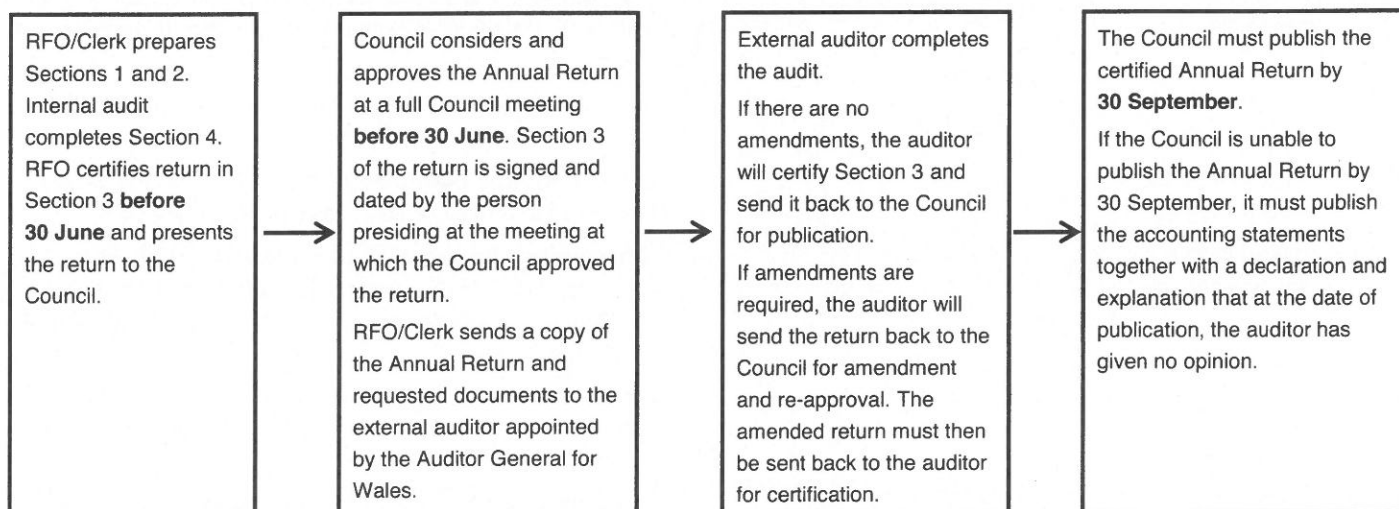 RFO/Clerk prepares
Sections 1 and 2.
Internal audit
completes Section 4.
RFO certifies return in
Section 3 before
30 June and presents
the return to the
Council.
Council considers and
approves the Annual Return
at a full Council meeting
before 30 June. Section 3
of the return is signed and
dated by the person
presiding at the meeting at
which the Council approved
the return.
RFO/Clerk sends a copy of
the Annual Return and
requested documents to the
external auditor appointed
by the Auditor General for
Wales.
External auditor completes
the audit.
If there are no
amendments, the auditor
will certify Section 3 and
send it back to the Council
for publication.
If amendments are
required, the auditor will
send the return back to the
Council for amendment
and re-approval. The
amended return must then
be sent back to the auditor
for certification.
The Council must publish the
certified Annual Return by
30 September.
If the Council is unable to
publish the Annual Return by
30 September, it must publish
the accounting statements
together with a declaration and
explanation that at the date of
publication, the auditor has
given no opinion.